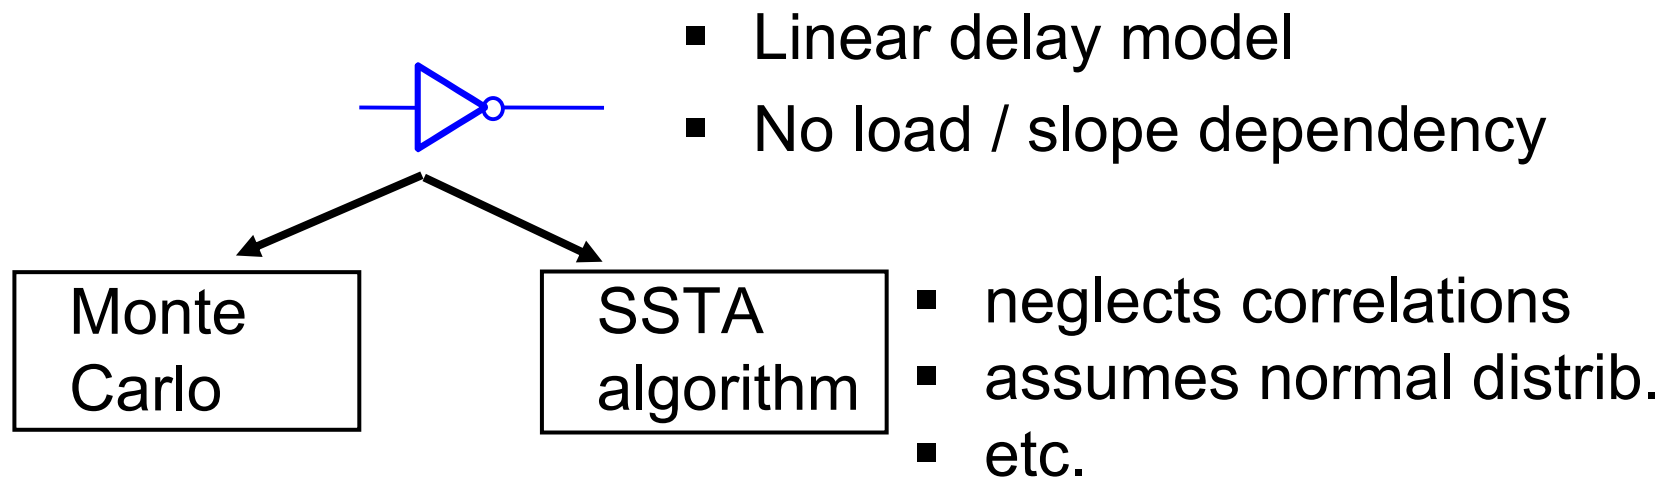 ▪ Linear delay model
▪ No load / slope dependency
Monte
Carlo
SSTA
algorithm
▪ neglects correlations
▪ assumes normal distrib.
▪ etc.